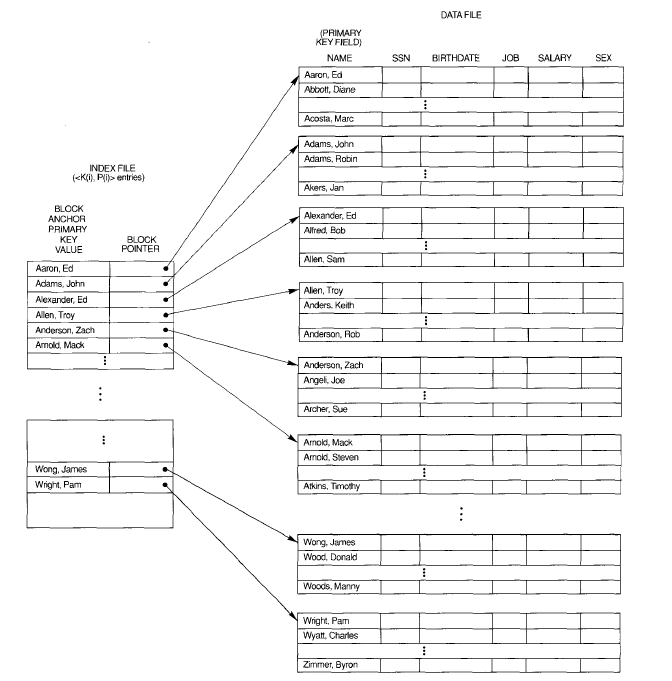 DATA FILE
(PRIMARY
KEY FIELD)
NAME SSN BIRTHDATE JOB SALARY SEX
Aaron, Ed
Abbott, Diane
Acosta, Marc
Adams, John
Adams, Robin
Akers, Jan
INDEX FILE
(<K(i), P(i)> entries)
BLOCK
ANCHOR
PRIMARY
KEY
VALUE
BLOCK
POINTER
Aaron, Ed
Adams, John
Alexander, Ed
Allen, Troy
Anderson, Zach
Arnold, Mack
Wong, James
Wright, Pam
Alexander, Ed
Alfred, Bob
Allen, Sam
Allen, Troy
Anders, Keith
Anderson, Rob
Anderson, Zach
Angeli, Joe
Archer, Sue
Arnold, Mack
Arnold, Steven
Atkins, Timothy
Wong, James
Wood, Donald
Woods, Manny
Wright, Pam
Wyatt, Charles
Zimmer, Byron